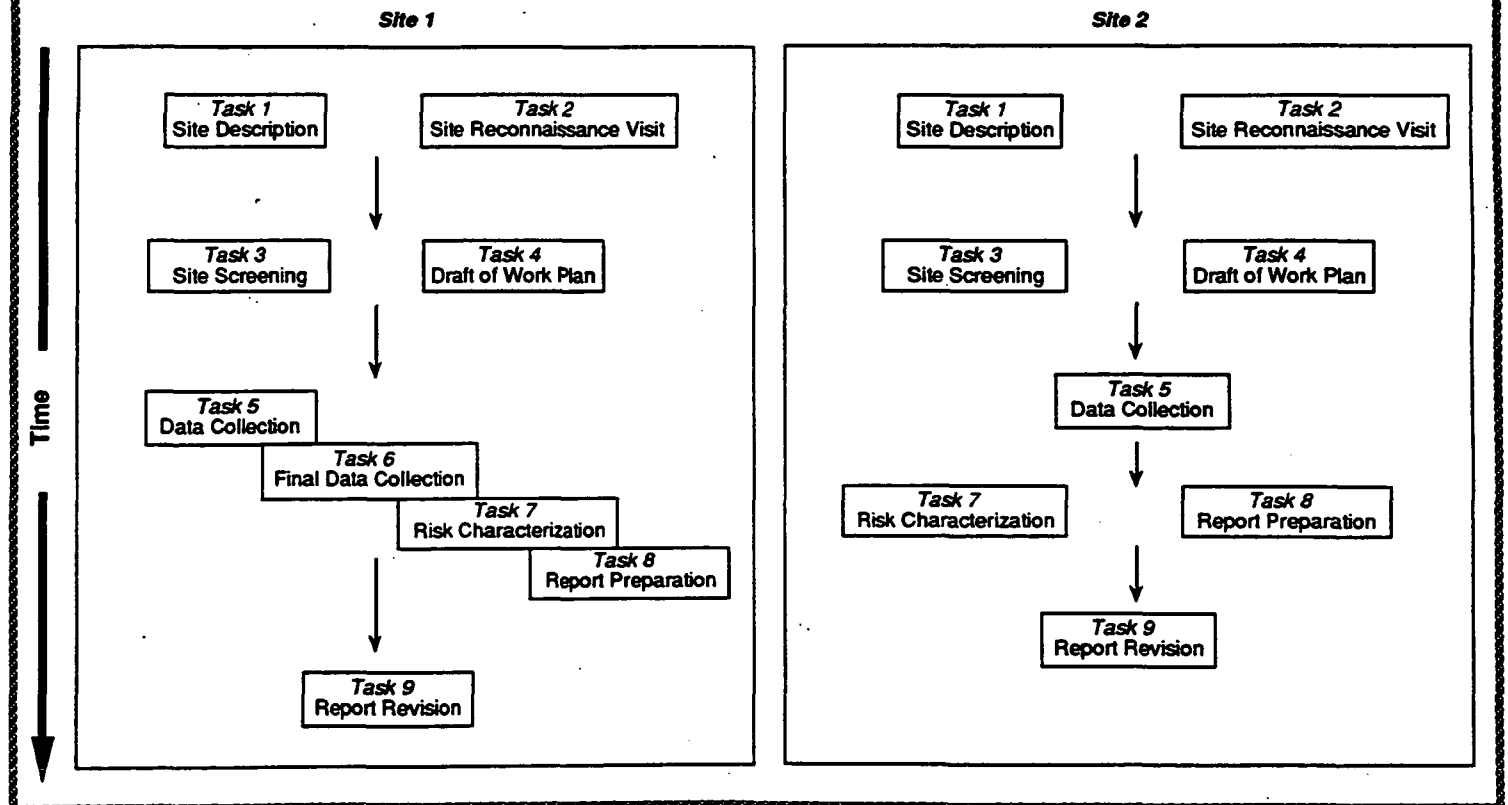 Site 1
Site 2
Time
Task 1
Site Description
Task 2
Site Reconnaissance Visit
Task 3
Site Screening
Task 4
Draft of Work Plan
Task 5
Data Collection
Task 6
Final Data Collection
Task 7
Risk Characterization
Task 8
Report Preparation
Task 9
Report Revision
Task 1
Site Description
Task 2
Site Reconnaissance Visit
Task 3
Site Screening
Task 4
Draft of Work Plan
Task 5
Data Collection
Task 7
Risk Characterization
Task 8
Report Preparation
Task 9
Report Revision